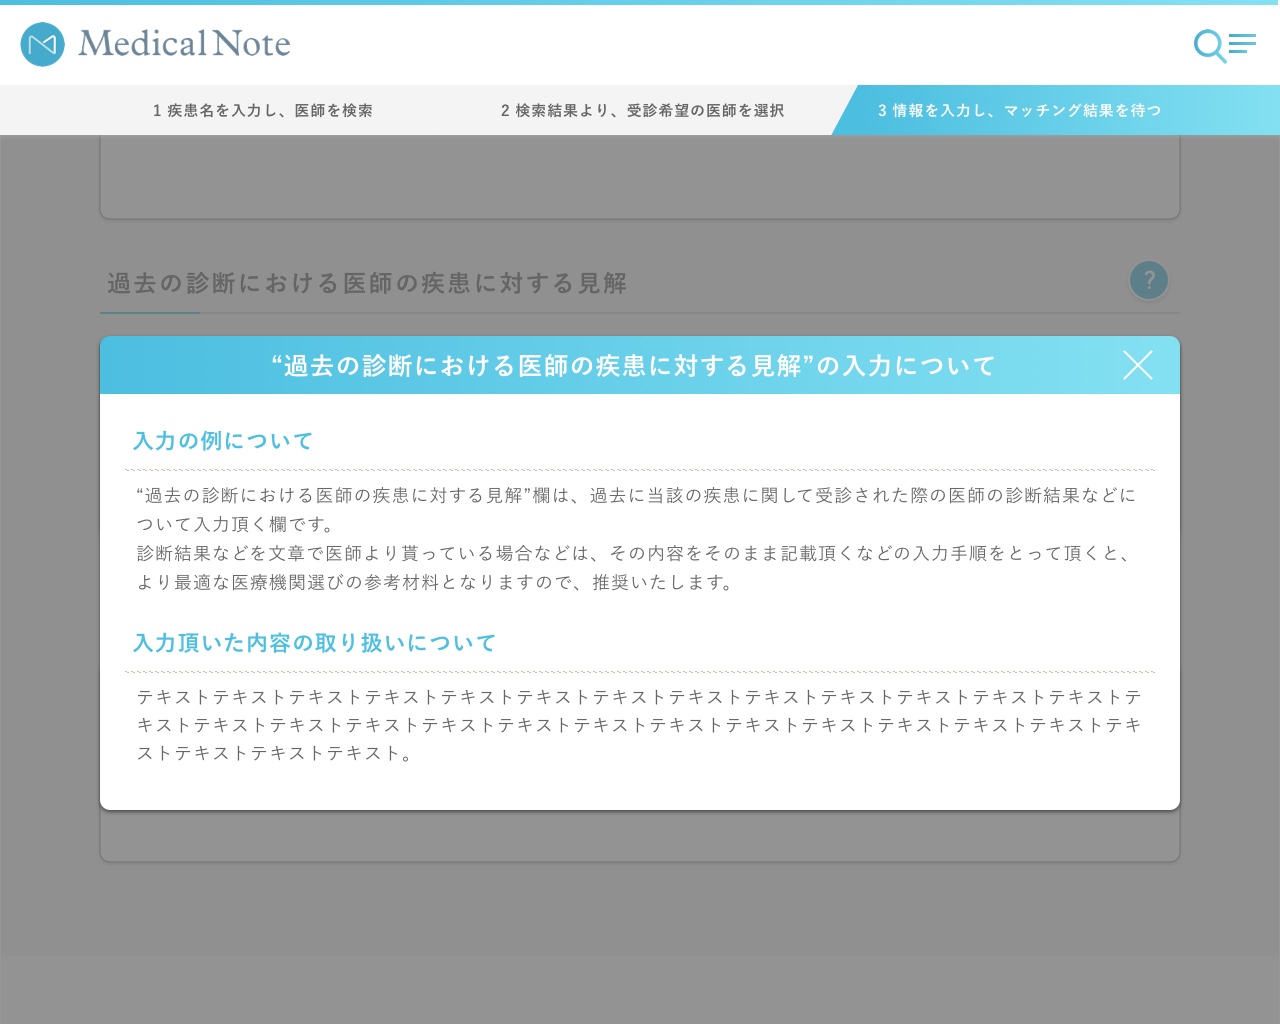 Medical Note
1 疾患名を入力し、医師を検索
2 検索結果より、受診希望の医師を選択
3 情報を入力し、マッチング結果を待つ
過去の診断における医師の疾患に対する見解
?
“過去の診断における医師の疾患に対する見解”の入力について
入力の例について
“過去の診断における医師の疾患に対する見解”欄は、過去に当該の疾患に関して受診された際の医師の診断結果などに
ついて入力頂く欄です。
診断結果などを文章で医師より貰っている場合などは、その内容をそのまま記載頂くなどの入力手順をとって頂くと、
より最適な医療機関選びの参考材料となりますので、推奨いたします。
入力頂いた内容の取り扱いについて
テキストテキストテキストテキストテキストテキストテキストテキストテキストテキストテキストテキストテキストテ
キストテキストテキストテキストテキストテキストテキストテキストテキストテキストテキストテキストテキストテキ
ストテキストテキストテキスト。